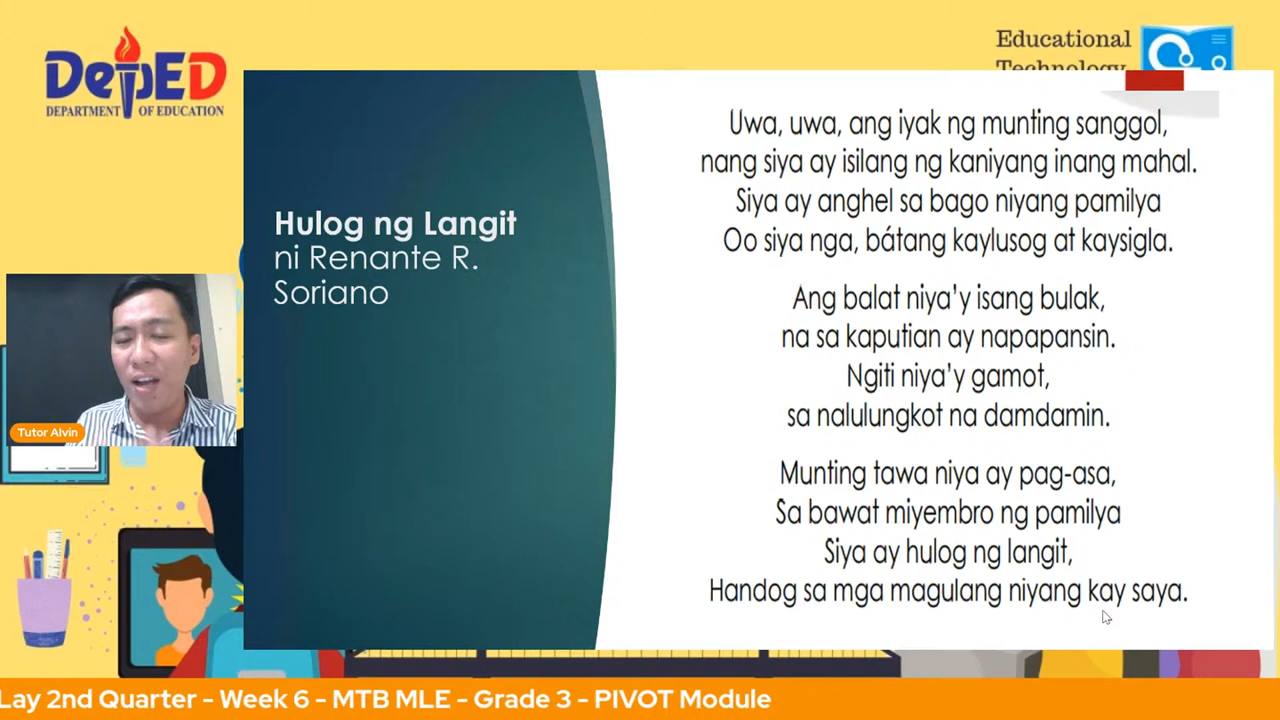 DepED
DEPARTMENT OF EDUCATION
Educational
Technology
Hulog ng Langit
ni Renante R.
Soriano
Uwa, uwa, ang iyak ng munting sanggol,
nang siya ay isilang ng kaniyang inang mahal.
Siya ay anghel sa bago niyang pamilya
Oo siya nga, bátang kaylusog at kaysigla.
Ang balat niya’y isang bulak,
na sa kaputian ay napapansin.
Ngiti niya’y gamot,
sa nalulungkot na damdamin.
Munting tawa niya ay pag-asa,
Sa bawat miyembro ng pamilya
Siya ay hulog ng langit,
Handog sa mga magulang niyang kay saya.
Tutor Alvin
Lay 2nd Quarter - Week 6 - MTB MLE - Grade 3 - PIVOT Module